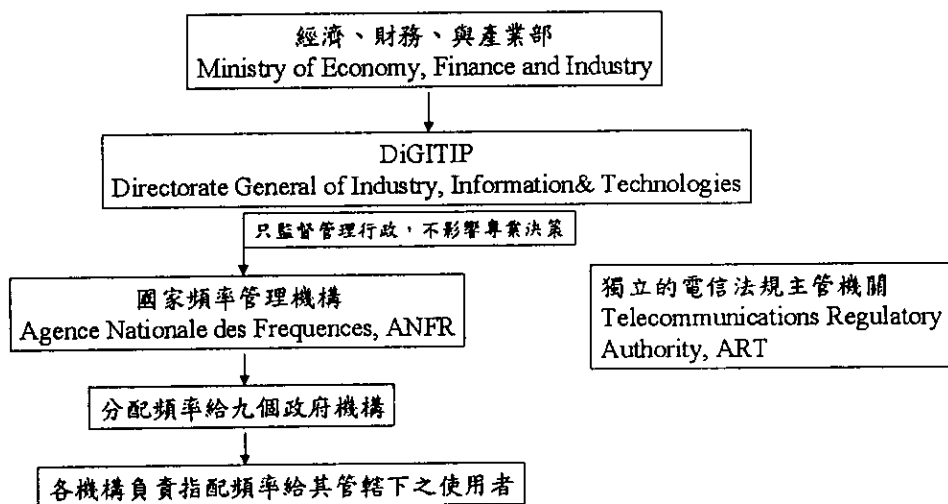 經濟、財務、與產業部
Ministry of Economy, Finance and Industry
DiGITIP
Directorate General of Industry, Information& Technologies
只監督管理行政，不影響專業決策
國家頻率管理機構
Agence Nationale des Frequences, ANFR
獨立的電信法規主管機關
Telecommunications Regulatory
Authority, ART
分配頻率給九個政府機構
各機構負責指配頻率給其管轄下之使用者